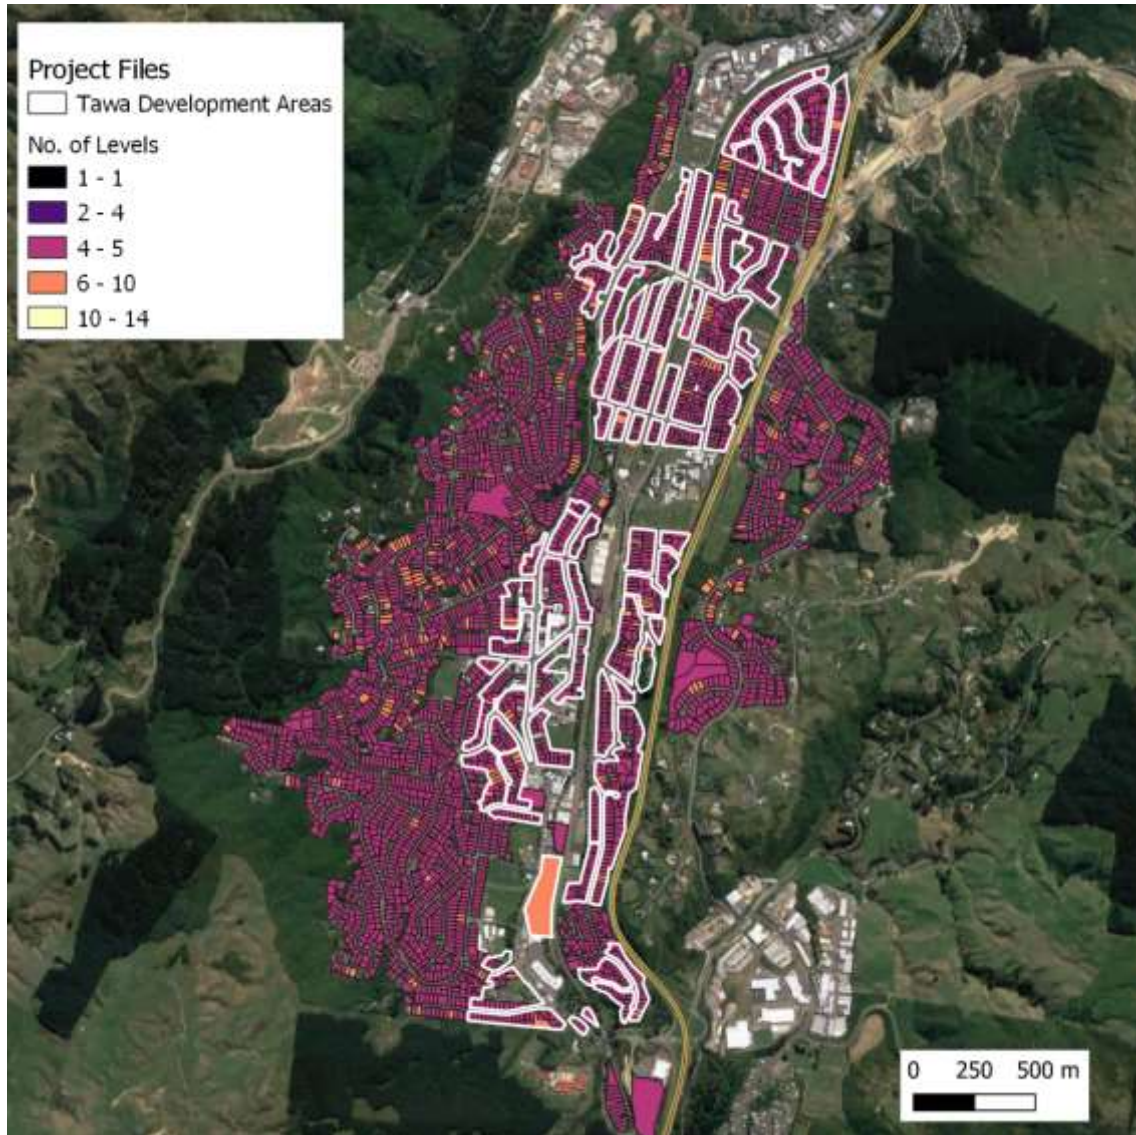 Project Files
Tawa Development Areas
No. of Levels
1 - 1
2 - 4
4 - 5
6 - 10
10 - 14
0 250 500 m